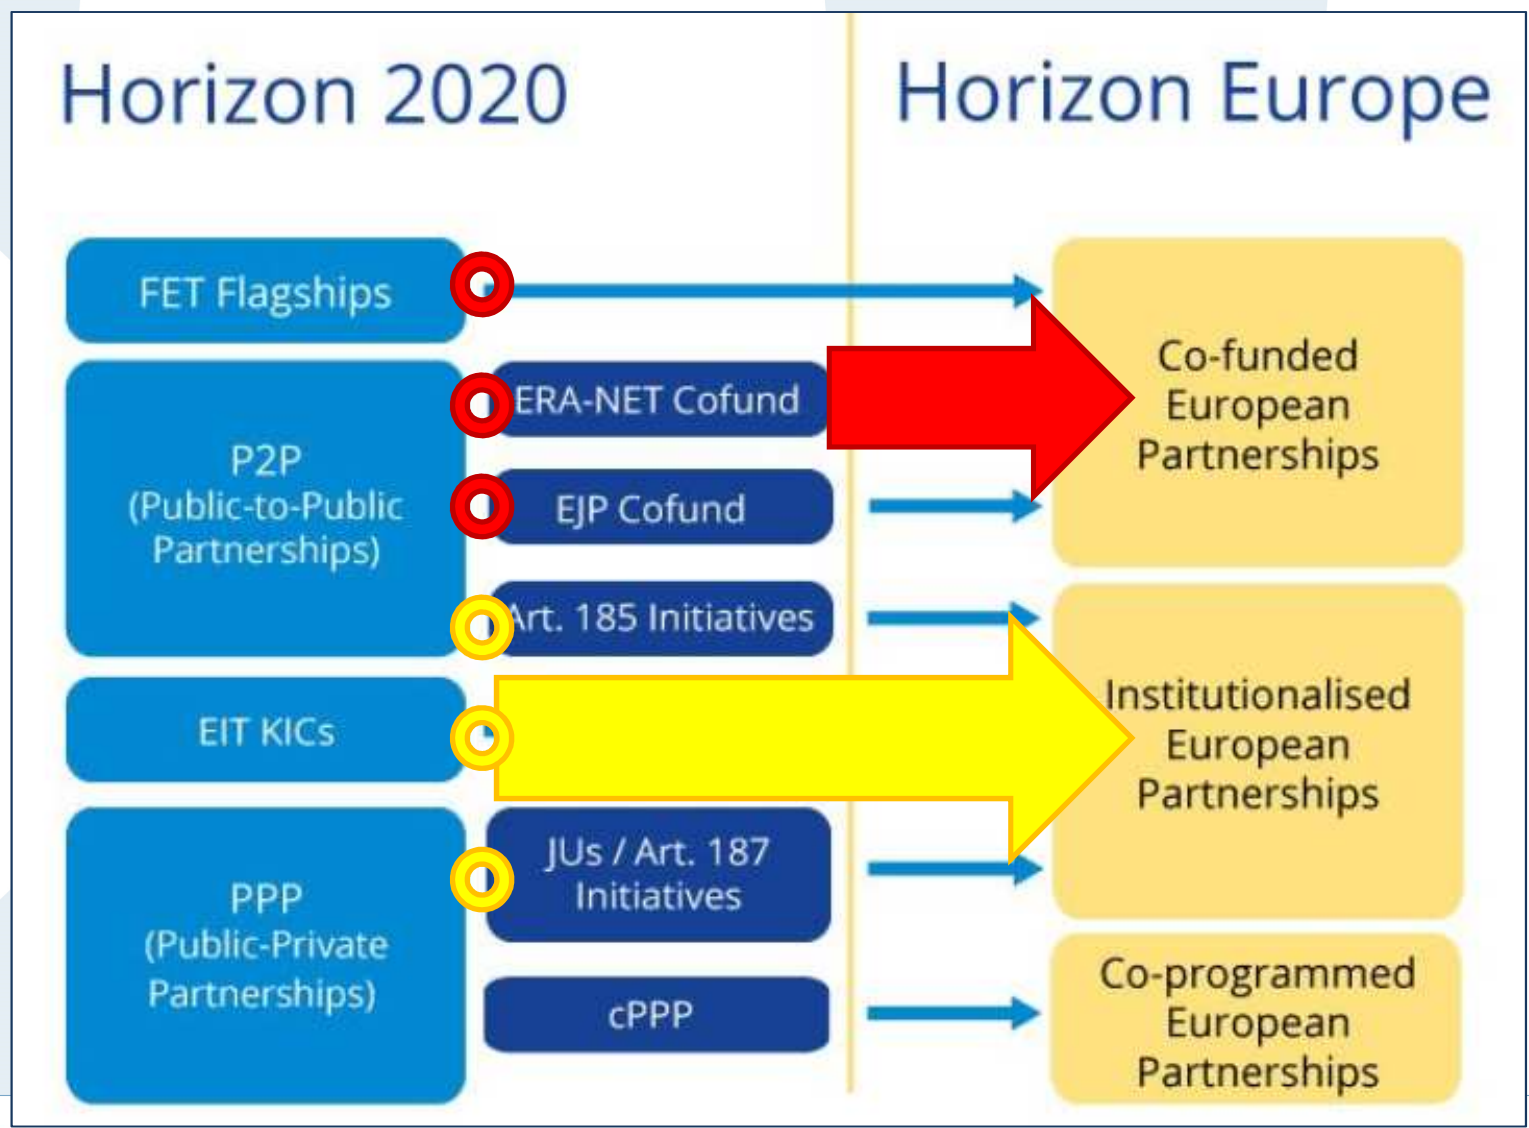 Horizon 2020
Horizon Europe
FET Flagships
P2P
(Public-to-Public
Partnerships)
ERA-NET Cofund
EJP Cofund
Art. 185 Initiatives
EIT KICs
PPP
(Public-Private
Partnerships)
JUs / Art. 187
Initiatives
cPPP
Co-funded
European
Partnerships
Institutionalised
European
Partnerships
Co-programmed
European
Partnerships